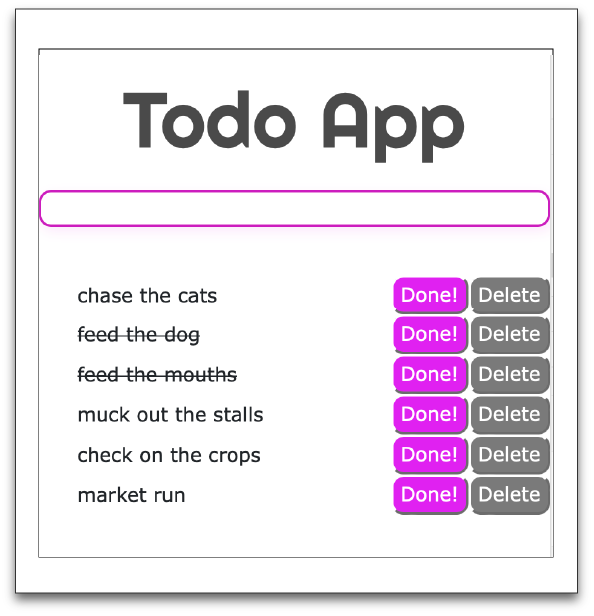 Todo App
chase the cats Done! Delete
feed the dog Done! Delete
feed the mouths Done! Delete
muck out the stalls Done! Delete
check on the crops Done! Delete
market run Done! Delete